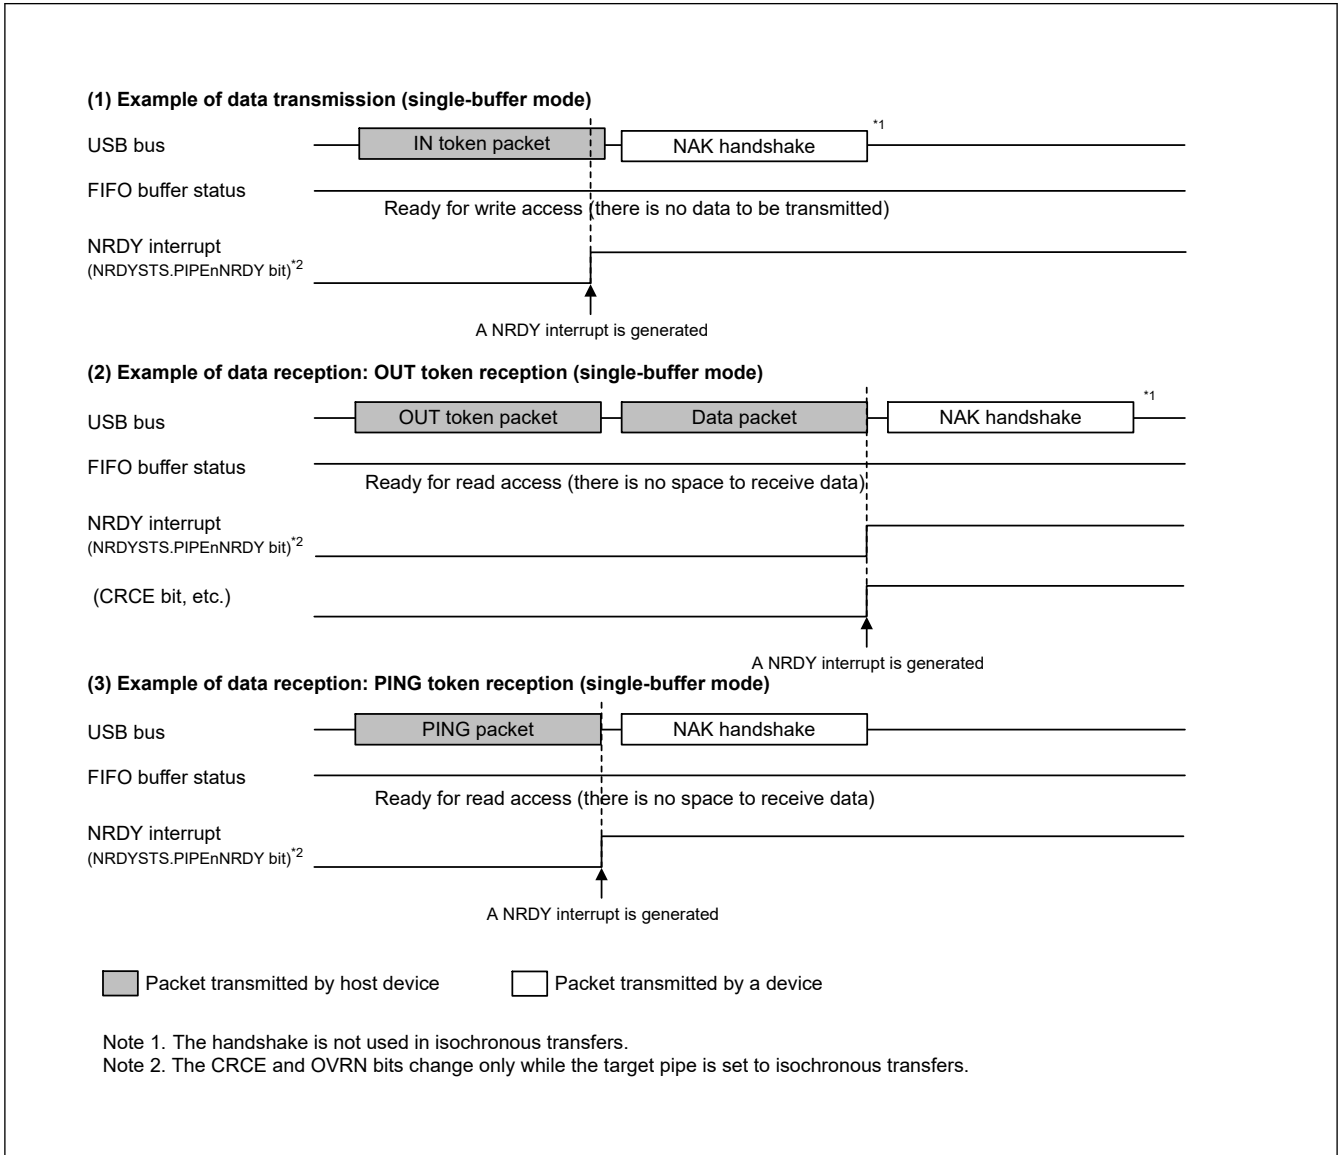 (1) Example of data transmission (single-buffer mode)
USB bus
IN token packet
NAK handshake
*1
FIFO buffer status
Ready for write access (there is no data to be transmitted)
NRDY interrupt
(NRDYSTS.PIPEnNRDY bit)*2
A NRDY interrupt is generated
(2) Example of data reception: OUT token reception (single-buffer mode)
USB bus
OUT token packet
Data packet
NAK handshake
*1
FIFO buffer status
Ready for read access (there is no space to receive data)
NRDY interrupt
(NRDYSTS.PIPEnNRDY bit)*2
(CRCE bit, etc.)
A NRDY interrupt is generated
(3) Example of data reception: PING token reception (single-buffer mode)
USB bus
PING packet
NAK handshake
FIFO buffer status
Ready for read access (there is no space to receive data)
NRDY interrupt
(NRDYSTS.PIPEnNRDY bit)*2
A NRDY interrupt is generated
Packet transmitted by host device
Packet transmitted by a device
Note 1. The handshake is not used in isochronous transfers.
Note 2. The CRCE and OVRN bits change only while the target pipe is set to isochronous transfers.